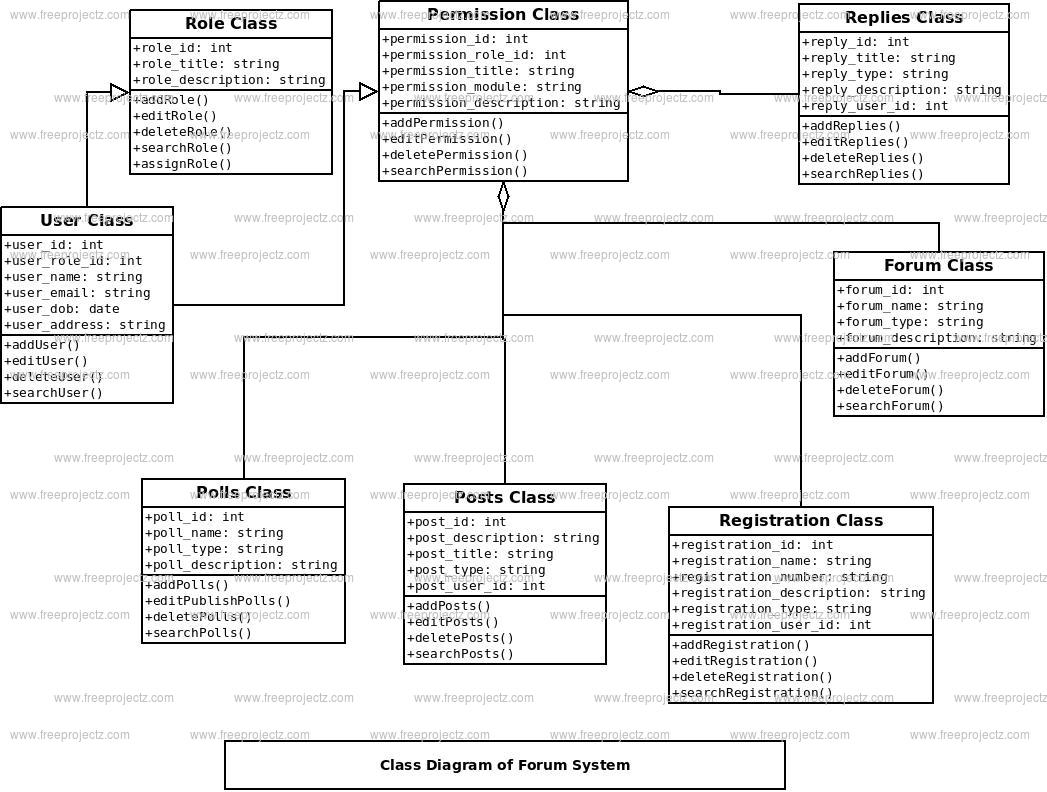 Role Class
+role_id: int
+role_title: string
+role_description: string
+addRole()
+editRole()
+deleteRole()
+searchRole()
+assignRole()
Permission Class
+permission_id: int
+permission_role_id: int
+permission_title: string
+permission_module: string
+permission_description: string
+addPermission()
+editPermission()
+deletePermission()
+searchPermission()
Replies Class
+reply_id: int
+reply_title: string
+reply_type: string
+reply_description: string
+reply_user_id: int
+addReplies()
+editReplies()
+deleteReplies()
+searchReplies()
User Class
+user_id: int
+user_role_id: int
+user_name: string
+user_email: string
+user_dob: date
+user_address: string
+addUser()
+editUser()
+deleteUser()
+searchUser()
Forum Class
+forum_id: int
+forum_name: string
+forum_type: string
+forum_description: string
+addForum()
+editForum()
+deleteForum()
+searchForum()
Polls Class
+poll_id: int
+poll_name: string
+poll_type: string
+poll_description: string
+addPolls()
+editPublishPolls()
+deletePolls()
+searchPolls()
Posts Class
+post_id: int
+post_description: string
+post_title: string
+post_type: string
+post_user_id: int
+addPosts()
+editPosts()
+deletePosts()
+searchPosts()
Registration Class
+registration_id: int
+registration_name: string
+registration_number: string
+registration_description: string
+registration_type: string
+registration_user_id: int
+addRegistration()
+editRegistration()
+deleteRegistration()
+searchRegistration()
Class Diagram of Forum System
www.freeprojectz.com